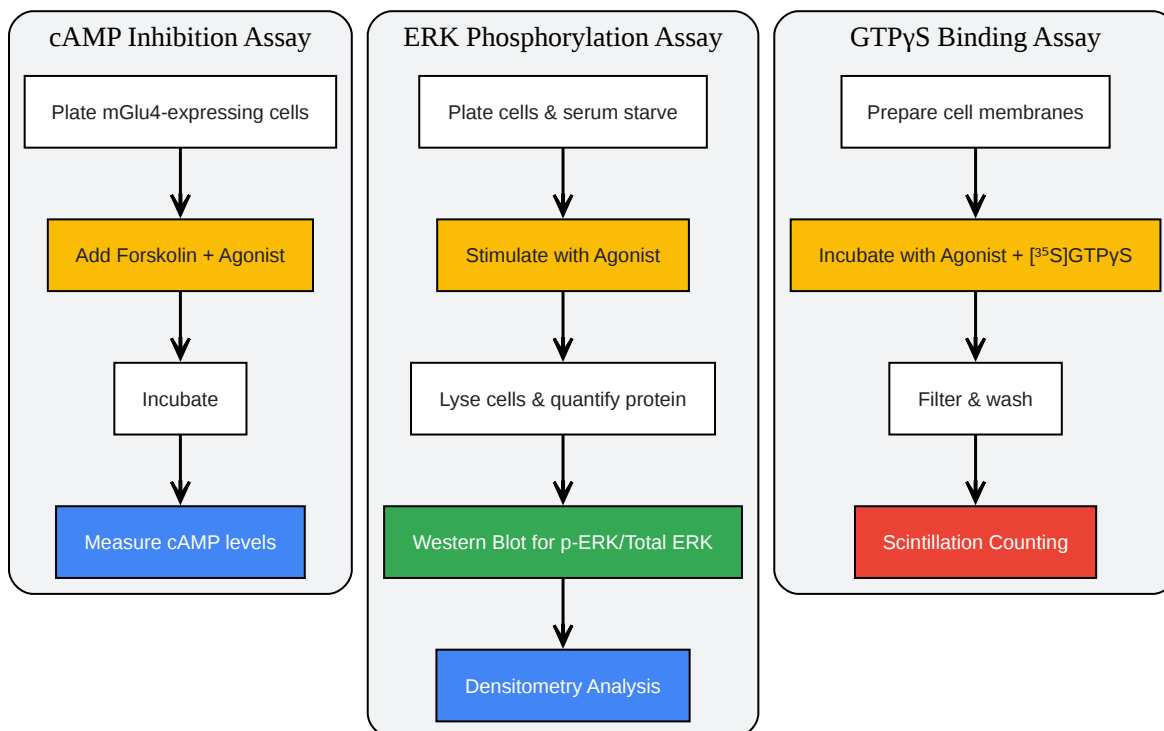 cAMP Inhibition Assay
Plate mGlu4-expressing cells
Add Forskolin + Agonist
Incubate
Measure cAMP levels
ERK Phosphorylation Assay
Plate cells & serum starve
Stimulate with Agonist
Lyse cells & quantify protein
Western Blot for p-ERK/Total ERK
Densitometry Analysis
GTPγS Binding Assay
Prepare cell membranes
Incubate with Agonist + [³⁵S]GTPγS
Filter & wash
Scintillation Counting